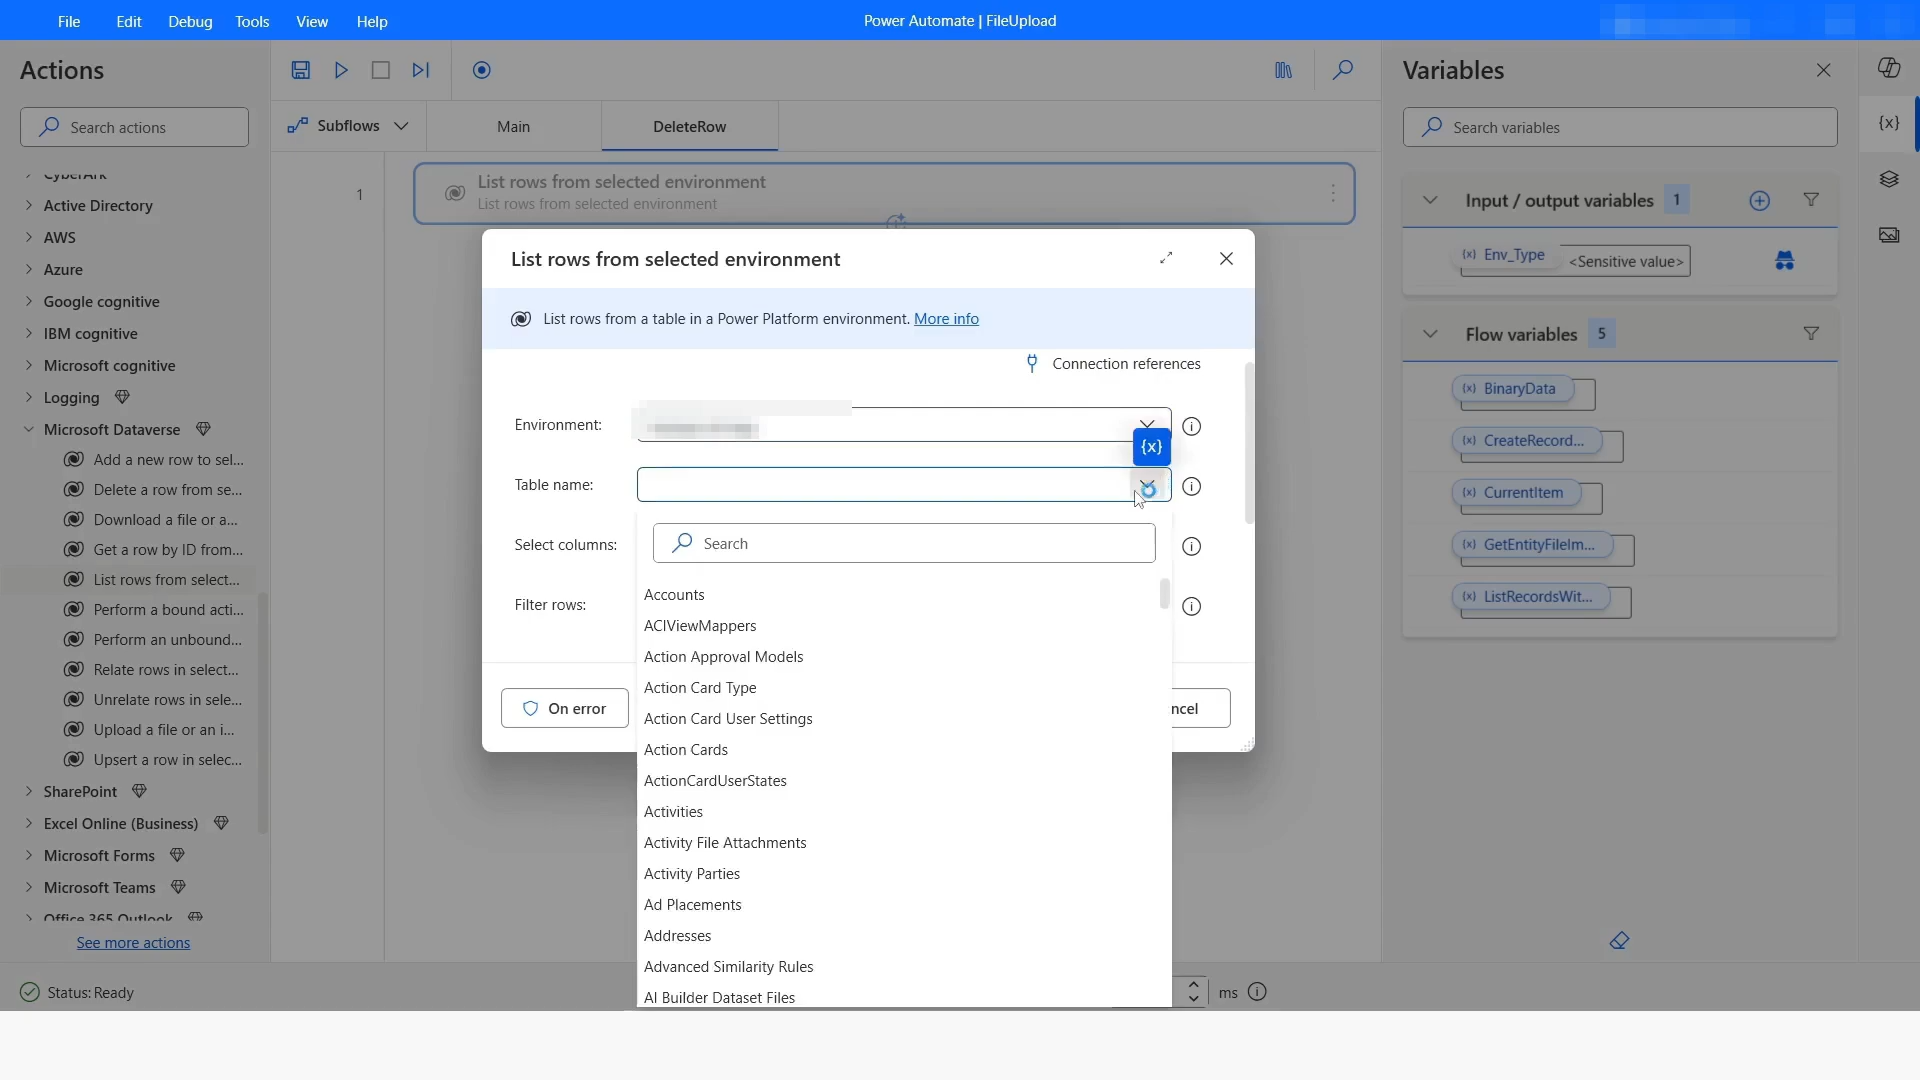 File Edit Debug Tools View Help
Power Automate | FileUpload
Actions
Search actions
CyberArk
Active Directory
AWS
Azure
Google cognitive
IBM cognitive
Microsoft cognitive
Logging
Microsoft Dataverse
Add a new row to sel...
Delete a row from se...
Download a file or a...
Get a row by ID from...
List rows from select...
Perform a bound acti...
Perform an unbound...
Relate rows in select...
Unrelate rows in sele...
Upload a file or an i...
Upsert a row in selec...
SharePoint
Excel Online (Business)
Microsoft Forms
Microsoft Teams
Office 365 Outlook
See more actions
Status: Ready
Subflows
Main
DeleteRow
1
List rows from selected environment
List rows from selected environment
List rows from selected environment
List rows from a table in a Power Platform environment. More info
Connection references
Environment:
{x}
Table name:
Select columns:
Search
Filter rows:
Accounts
ACIViewMappers
Action Approval Models
Action Card Type
Action Card User Settings
Action Cards
ActionCardUserStates
Activities
Activity File Attachments
Activity Parties
Ad Placements
Addresses
Advanced Similarity Rules
AI Builder Dataset Files
On error
ncel
ms
Variables
Search variables
{x}
Input / output variables 1
(x) Env_Type <Sensitive value>
Flow variables 5
(x) BinaryData
(x) CreateRecord...
(x) CurrentItem
(x) GetEntityFileIm...
(x) ListRecordsWit...